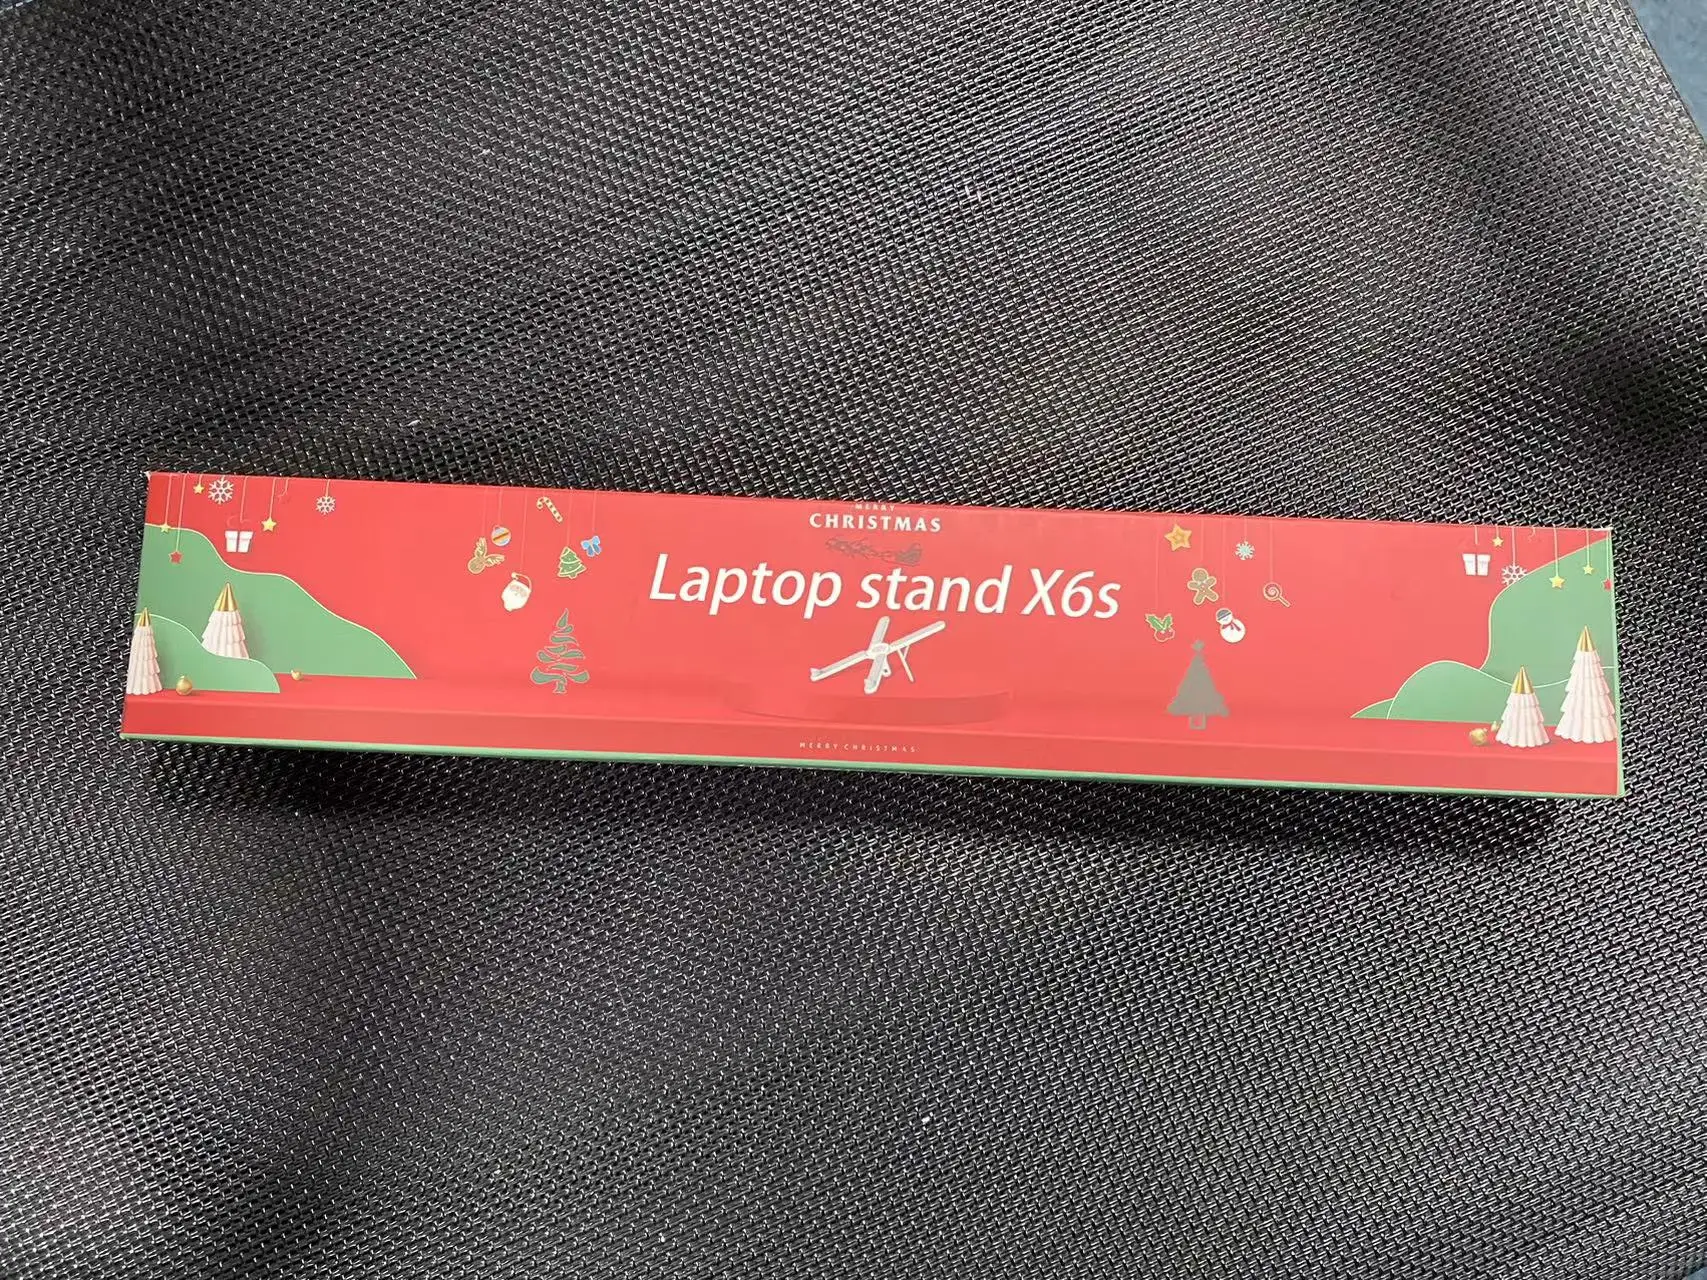 MERRY
CHRISTMAS
Laptop stand X6s
MERRY CHRISTMAS